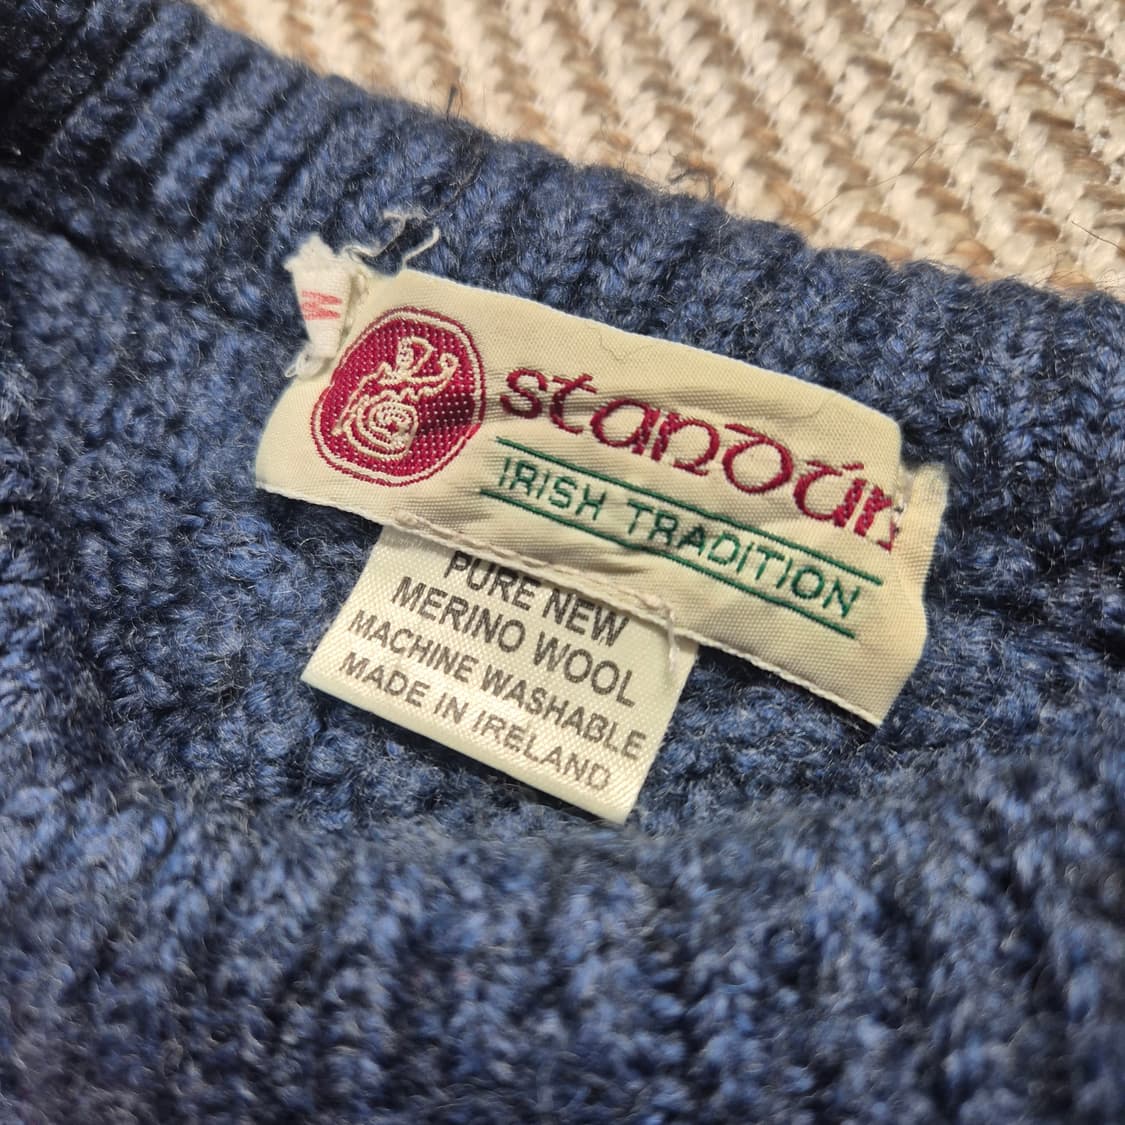 M
standún
IRISH TRADITION
PURE NEW
MERINO WOOL
MACHINE WASHABLE
MADE IN IRELAND